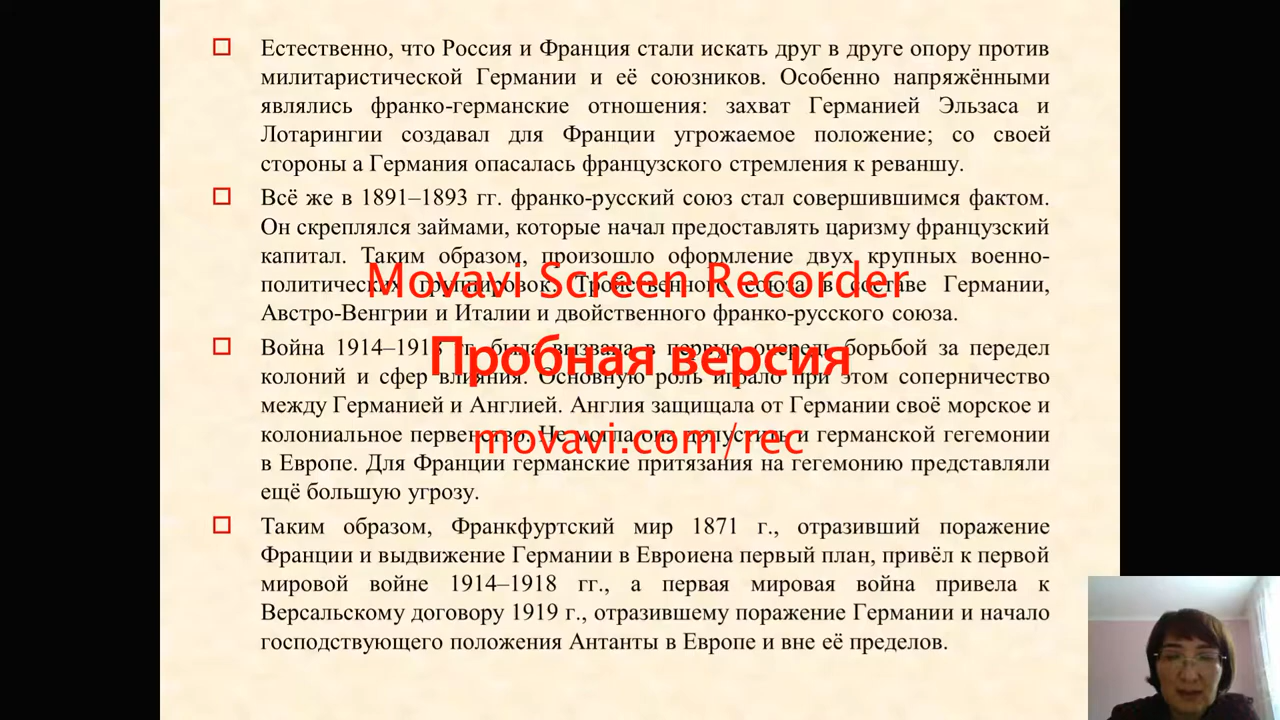 Естественно, что Россия и Франция стали искать друг в друге опору против
милитаристической Германии и её союзников. Особенно напряжёнными
являлись франко-германские отношения: захват Германией Эльзаса и
Лотарингии создавал для Франции угрожаемое положение; со своей
стороны а Германия опасалась французского стремления к реваншу.
Всё же в 1891–1893 гг. франко-русский союз стал совершившимся фактом.
Он скреплялся займами, которые начал предоставлять царизму французский
капитал. Таким образом, произошло оформление двух крупных военно-
политических группировок: Тройственного союза в составе Германии,
Австро-Венгрии и Италии и двойственного франко-русского союза.
Movavi Screen Recorder
Война 1914–1918 гг. была вызвана в первую очередь борьбой за передел
Пробная версия
колоний и сфер влияния. Основную роль играло при этом соперничество
между Германией и Англией. Англия защищала от Германии своё морское и
колониальное первенство. Не могла она допустить и германской гегемонии
movavi.com/rec
в Европе. Для Франции германские притязания на гегемонию представляли
ещё большую угрозу.
Таким образом, Франкфуртский мир 1871 г., отразивший поражение
Франции и выдвижение Германии в Евроиена первый план, привёл к первой
мировой войне 1914–1918 гг., а первая мировая война привела к
Версальскому договору 1919 г., отразившему поражение Германии и начало
господствующего положения Антанты в Европе и вне её пределов.